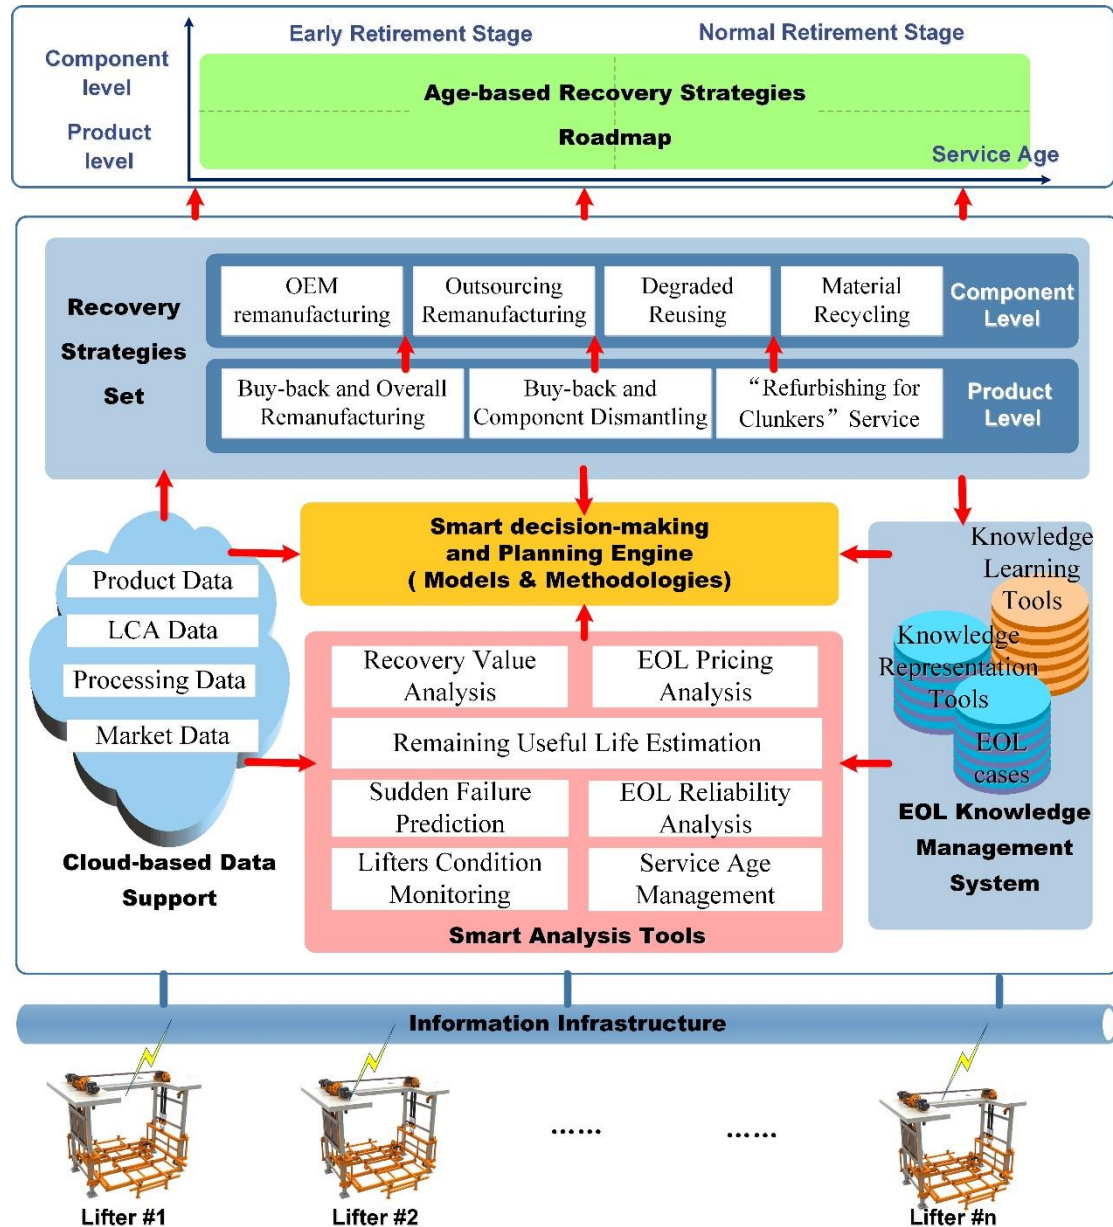 Early Retirement Stage
Normal Retirement Stage
Component
level
Product
level
Age-based Recovery Strategies
Roadmap
Service Age
Recovery
Strategies
Set
OEM
remanufacturing
Outsourcing
Remanufacturing
Degraded
Reusing
Material
Recycling
Component
Level
Buy-back and Overall
Remanufacturing
Buy-back and
Component Dismantling
“Refurbishing for
Clunkers” Service
Product
Level
Smart decision-making
and Planning Engine
( Models & Methodologies)
Product Data
LCA Data
Processing Data
Market Data
Cloud-based Data
Support
Recovery Value
Analysis
EOL Pricing
Analysis
Remaining Useful Life Estimation
Sudden Failure
Prediction
EOL Reliability
Analysis
Lifters Condition
Monitoring
Service Age
Management
Smart Analysis Tools
Knowledge
Learning
Tools
Knowledge
Representation
Tools
EOL
cases
EOL Knowledge
Management
System
Information Infrastructure
......
......
Lifter #1
Lifter #2
Lifter #n